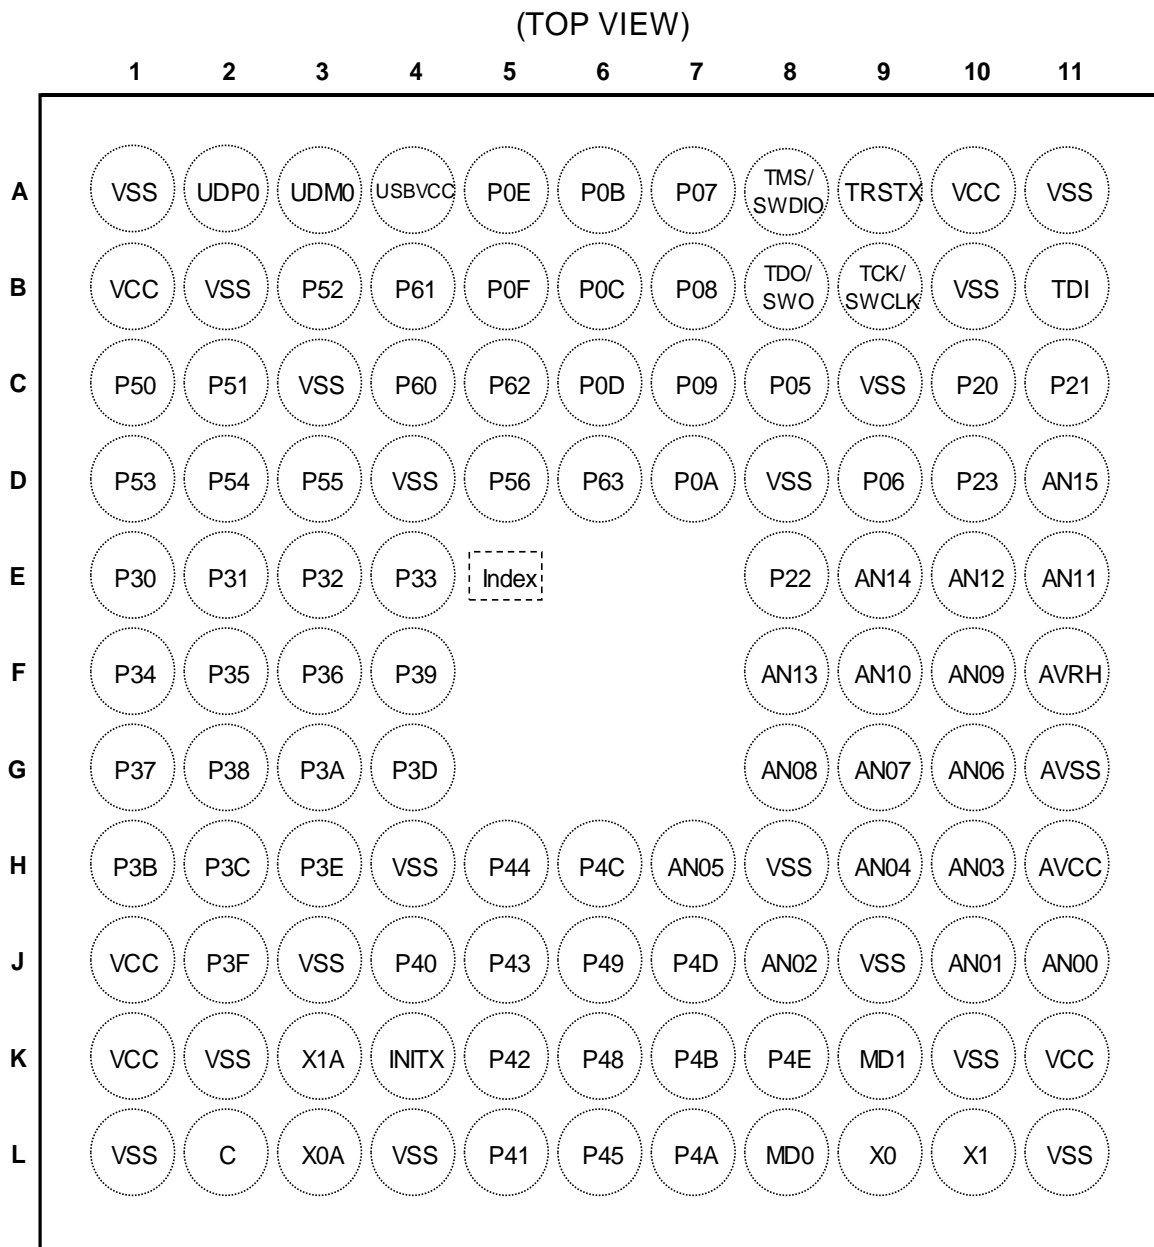 (TOP VIEW)
1 2 3 4 5 6 7 8 9 10 11
A VSS UDP0 UDM0 USBVCC P0E P0B P07 TMS/SWDIO TRSTX VCC VSS
B VCC VSS P52 P61 P0F P0C P08 TDO/SWO TCK/SWCLK VSS TDI
C P50 P51 VSS P60 P62 P0D P09 P05 VSS P20 P21
D P53 P54 P55 VSS P56 P63 P0A VSS P06 P23 AN15
E P30 P31 P32 P33 Index P22 AN14 AN12 AN11
F P34 P35 P36 P39 AN13 AN10 AN09 AVRH
G P37 P38 P3A P3D AN08 AN07 AN06 AVSS
H P3B P3C P3E VSS P44 P4C AN05 VSS AN04 AN03 AVCC
J VCC P3F VSS P40 P43 P49 P4D AN02 VSS AN01 AN00
K VCC VSS X1A INITX P42 P48 P4B P4E MD1 VSS VCC
L VSS C X0A VSS P41 P45 P4A MD0 X0 X1 VSS